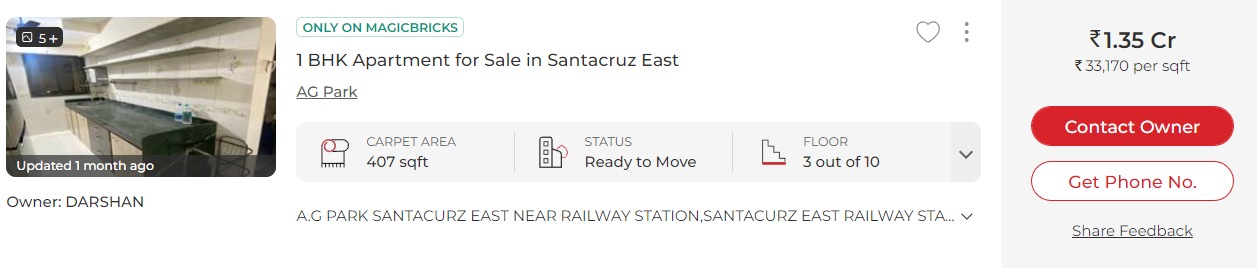 5+
Updated 1 month ago
Owner: DARSHAN
ONLY ON MAGICBRICKS
1 BHK Apartment for Sale in Santacruz East
AG Park
CARPET AREA
407 sqft
STATUS
Ready to Move
FLOOR
3 out of 10
A.G PARK SANTACURZ EAST NEAR RAILWAY STATION,SANTACURZ EAST RAILWAY STA...
₹1.35 Cr
₹33,170 per sqft
Contact Owner
Get Phone No.
Share Feedback